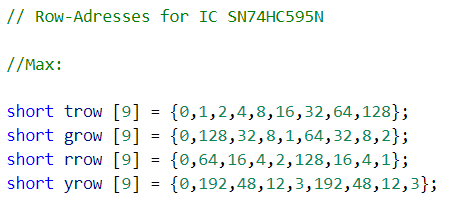 // Row-Adresses for IC SN74HC595N
//Max:
short trow [9] = {0,1,2,4,8,16,32,64,128};
short grow [9] = {0,128,32,8,1,64,32,8,2};
short rrow [9] = {0,64,16,4,2,128,16,4,1};
short yrow [9] = {0,192,48,12,3,192,48,12,3};